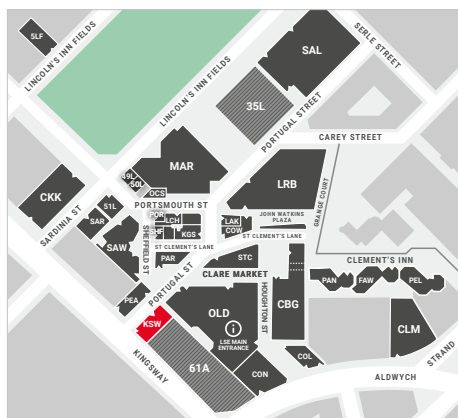 5LF
LINCOLN'S INN FIELDS
LINCOLN'S INN FIELDS
SAL
SERLE STREET
35L
PORTUGAL STREET
CAREY STREET
MAR
49L
50L
OCS
CKK
PORTSMOUTH ST
LRB
GRANGE COURT
SARDINIA ST
51L
SAR
POR
LCH
KGS
LAK
COW
JOHN WATKINS
PLAZA
SHEFFIELD ST
SAW
ST CLEMENT'S LANE
ST CLEMENT'S LANE
PAR
STC
CLEMENT'S INN
CLARE MARKET
PORTUGAL ST
PAN
FAW
PEL
HOUGHTON ST
PEA
OLD
CBG
KSW
LSE MAIN
ENTRANCE
CLM
KINGSWAY
61A
COL
CON
STRAND
ALDWYCH